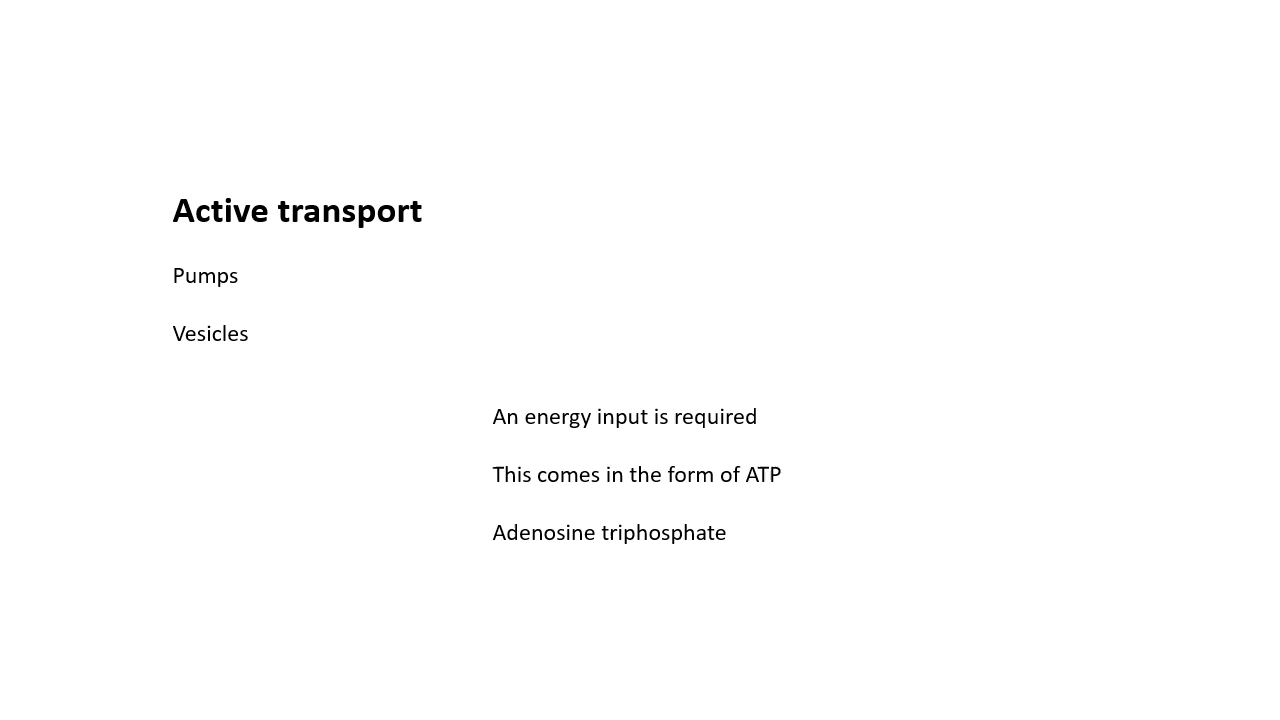 Active transport
Pumps
Vesicles
An energy input is required
This comes in the form of ATP
Adenosine triphosphate